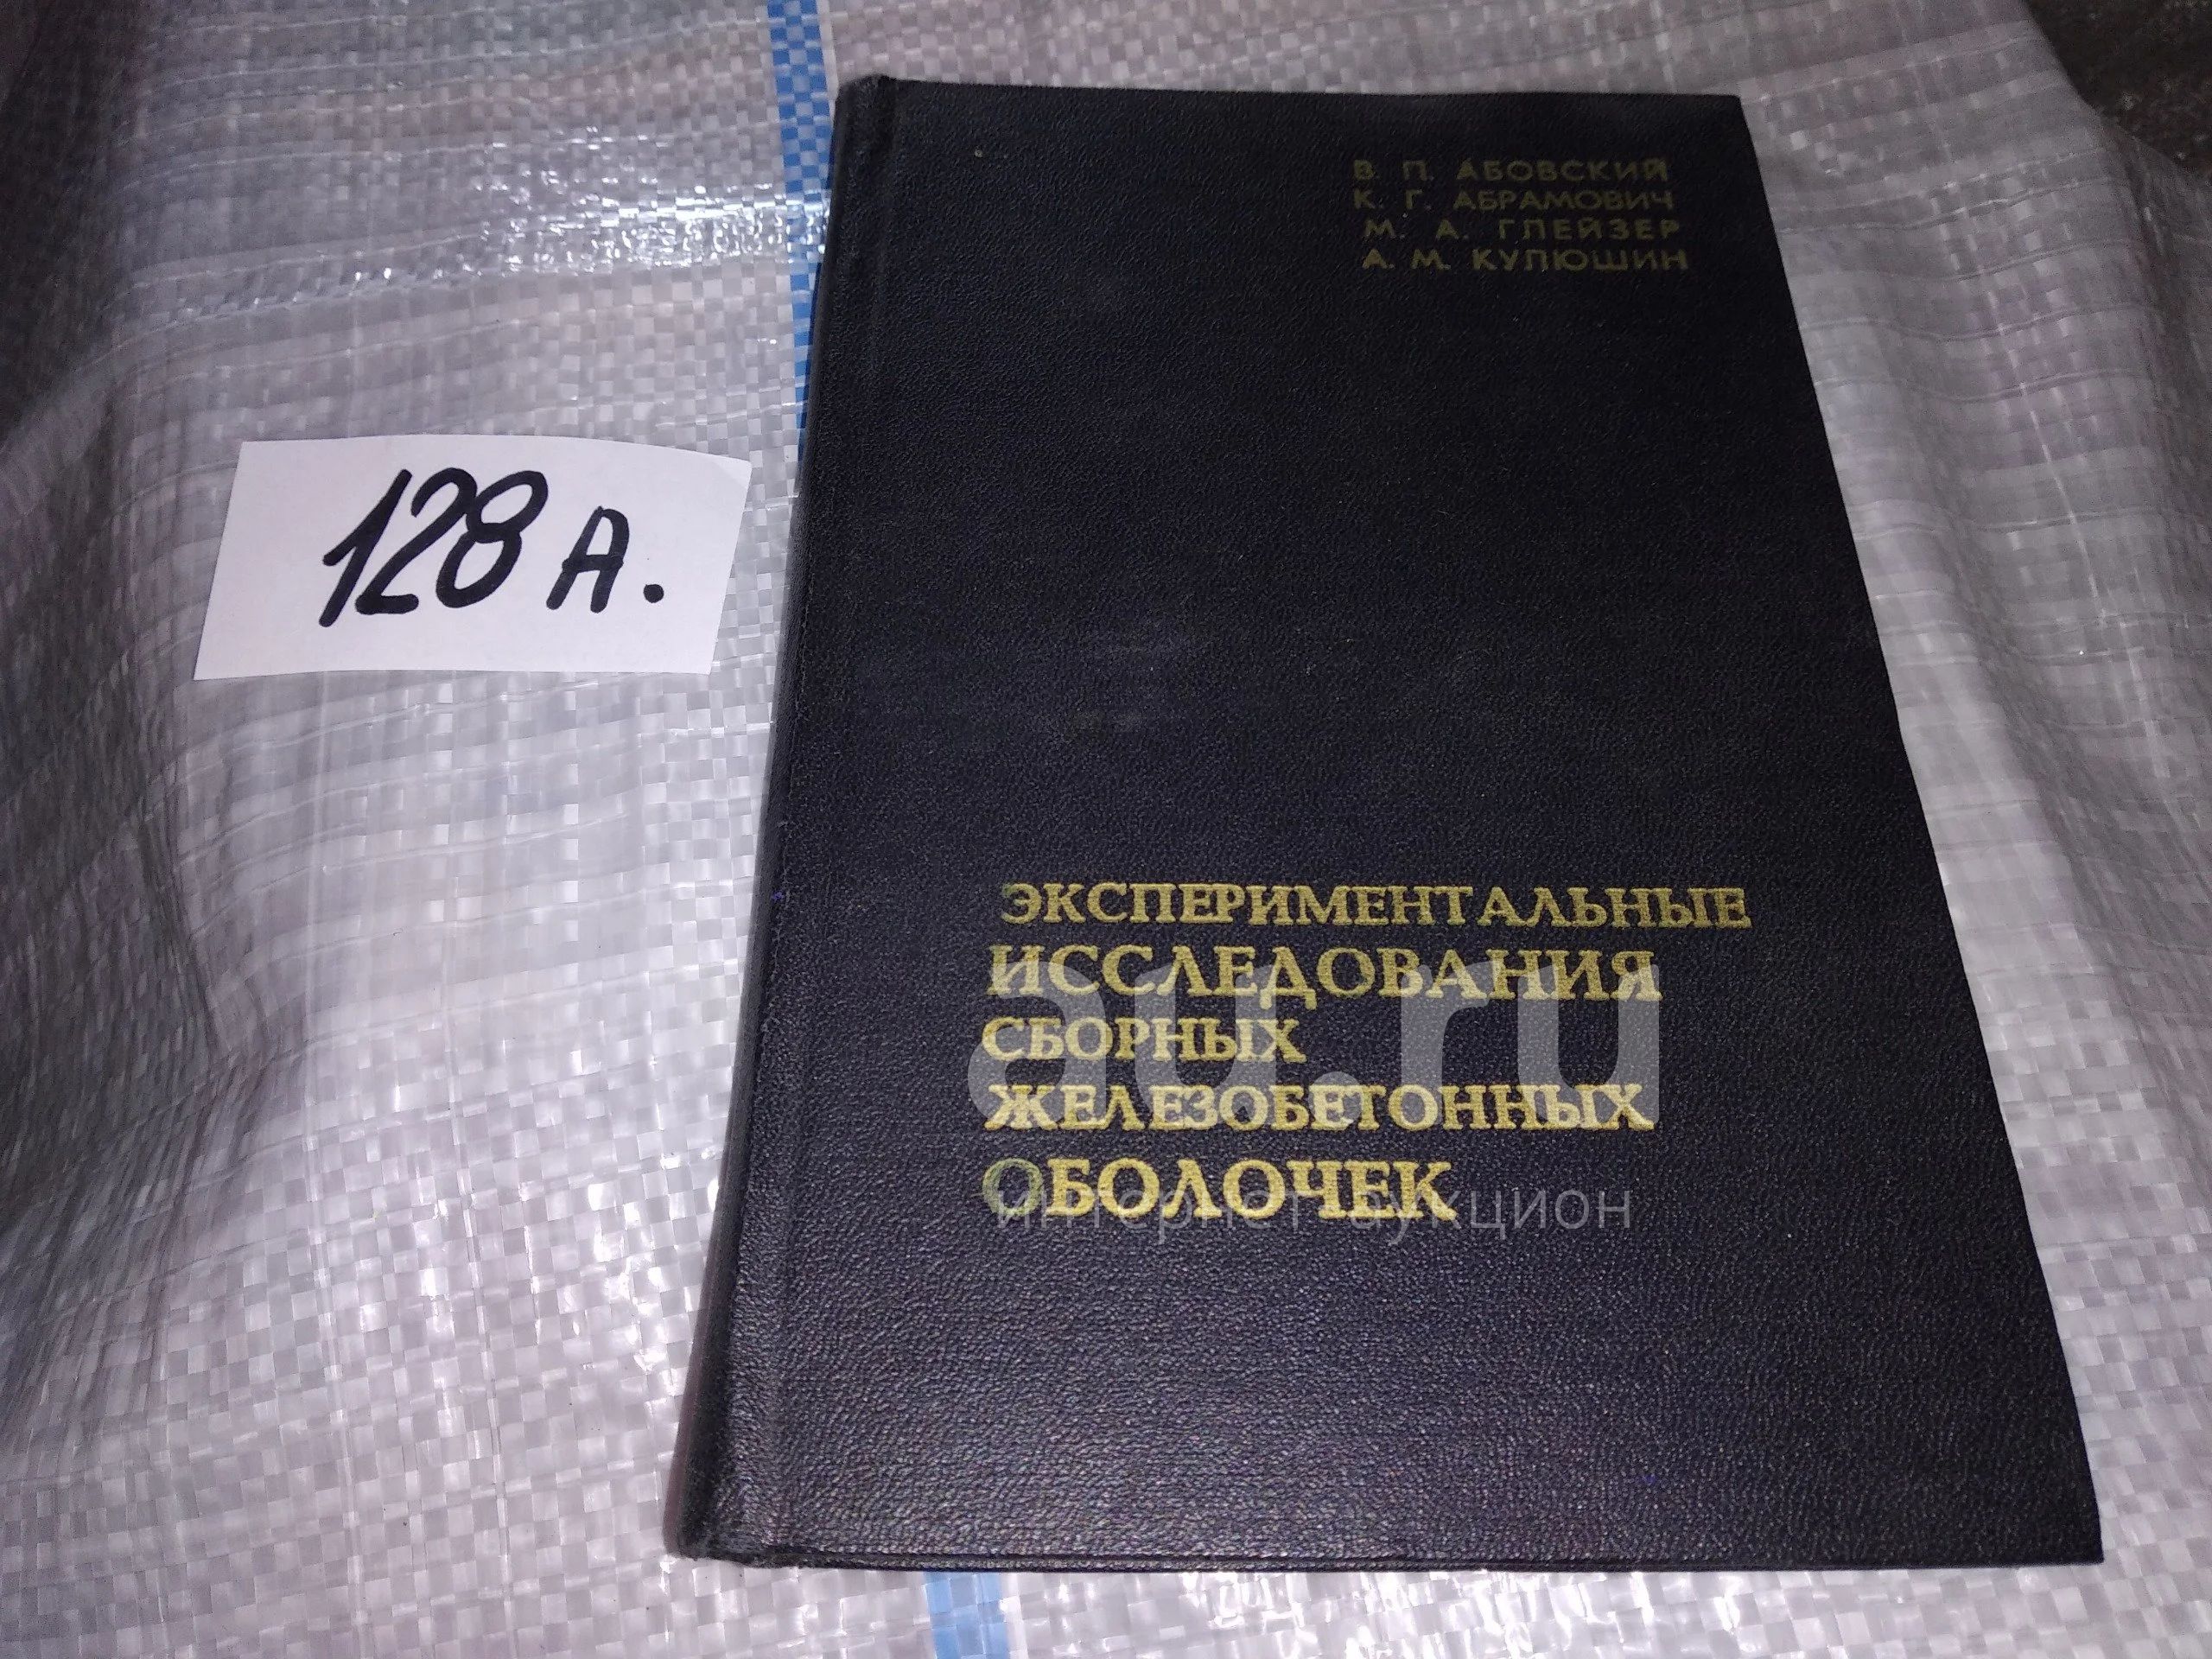 128 А.
В. П. АБОВСКИЙ
К. Г. АБРАМОВИЧ
М. А. ГЛЕЙЗЕР
А. М. КУЛЮШИН
ЭКСПЕРИМЕНТАЛЬНЫЕ
ИССЛЕДОВАНИЯ
СБОРНЫХ
ЖЕЛЕЗОБЕТОННЫХ
ОБОЛОЧЕК
au.ru
интернет аукцион